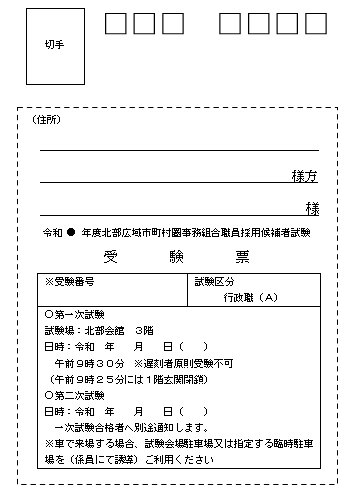 切手
（住所）
様方
様
令和 ● 年度北部広域市町村圏事務組合職員採用候補者試験
受 験 票
※受験番号
試験区分
行政職（Ａ）
〇第一次試験
試験場：北部会館 ３階
日時：令和 年 月 日（ ）
午前９時３０分 ※遅刻者原則受験不可
（午前９時２５分には１階玄関閉鎖）
〇第二次試験
日時：令和 年 月 日（ ）
一次試験合格者へ別途通知します。
※車で来場する場合、試験会場駐車場又は指定する臨時駐車
場を（係員にて誘導）ご利用ください